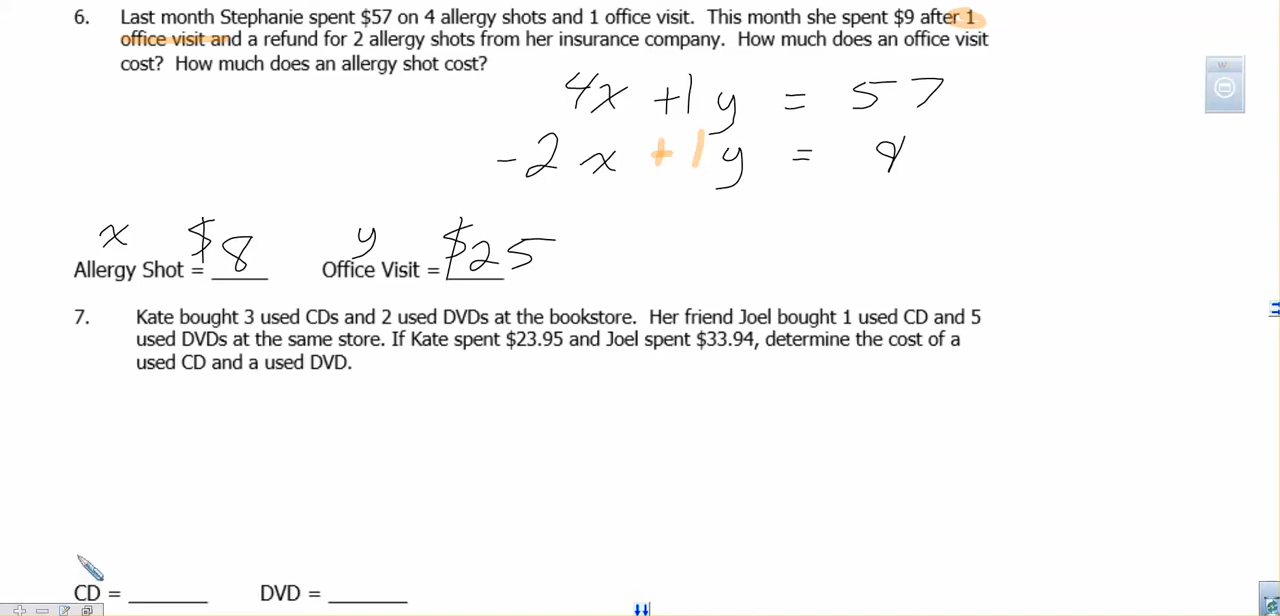 6. Last month Stephanie spent $57 on 4 allergy shots and 1 office visit. This month she spent $9 after 1
office visit and a refund for 2 allergy shots from her insurance company. How much does an office visit
cost? How much does an allergy shot cost?
4x +1y = 57
-2x +1y = 9
x $8 y $25
Allergy Shot = ______ Office Visit = ______
7. Kate bought 3 used CDs and 2 used DVDs at the bookstore. Her friend Joel bought 1 used CD and 5
used DVDs at the same store. If Kate spent $23.95 and Joel spent $33.94, determine the cost of a
used CD and a used DVD.
CD = ________ DVD = ________